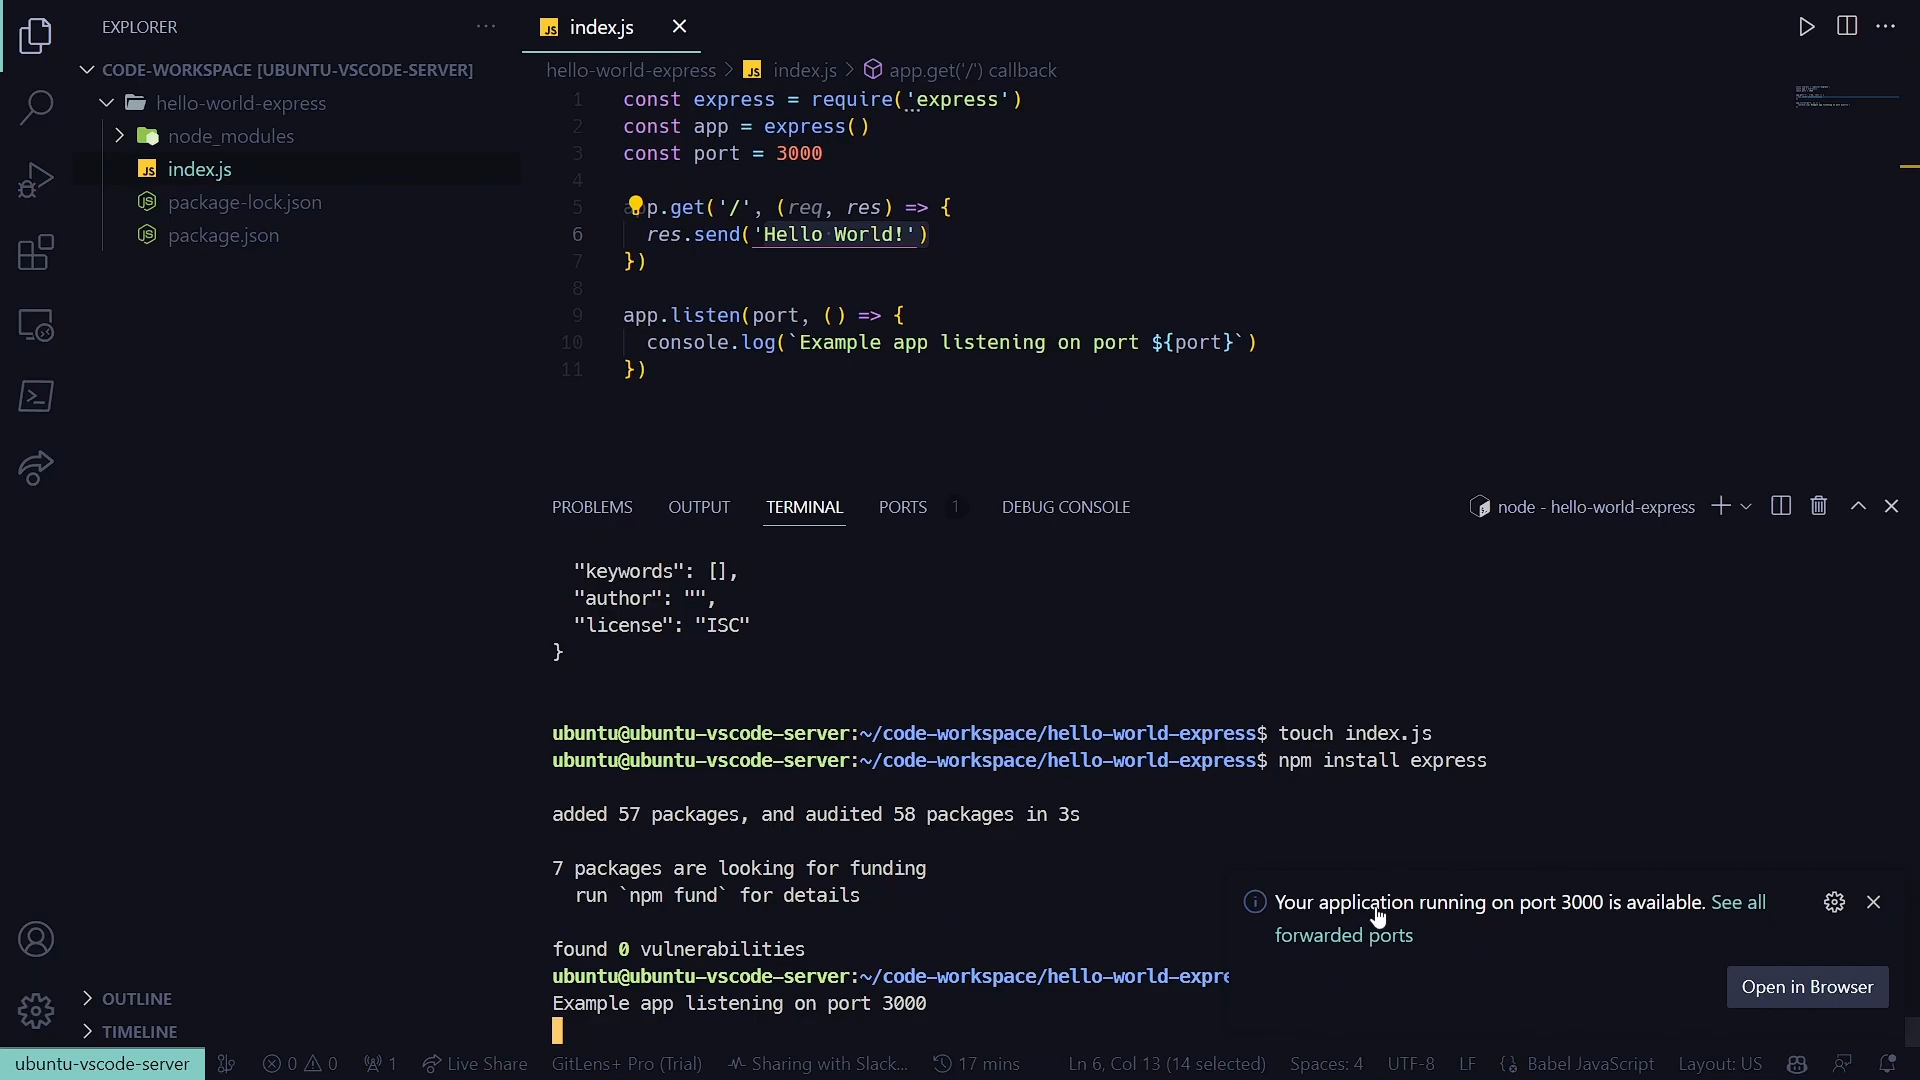 EXPLORER
CODE-WORKSPACE [UBUNTU-VSCODE-SERVER]
hello-world-express
node_modules
JS index.js
package-lock.json
package.json
OUTLINE
TIMELINE
JS index.js
hello-world-express > JS index.js > app.get('/') callback
1 const express = require('express')
2 const app = express()
3 const port = 3000
4
5 app.get('/', (req, res) => {
6 res.send('Hello·World!')
7 })
8
9 app.listen(port, () => {
10 console.log(`Example app listening on port ${port}`)
11 })
PROBLEMS OUTPUT TERMINAL PORTS 1 DEBUG CONSOLE
node - hello-world-express
"keywords": [],
"author": "",
"license": "ISC"
}
ubuntu@ubuntu-vscode-server:~/code-workspace/hello-world-express$ touch index.js
ubuntu@ubuntu-vscode-server:~/code-workspace/hello-world-express$ npm install express
added 57 packages, and audited 58 packages in 3s
7 packages are looking for funding
run `npm fund` for details
found 0 vulnerabilities
ubuntu@ubuntu-vscode-server:~/code-workspace/hello-world-expre
Example app listening on port 3000
Your application running on port 3000 is available. See all
forwarded ports
Open in Browser
ubuntu-vscode-server 0 0 1 Live Share GitLens+ Pro (Trial) Sharing with Slack... 17 mins Ln 6, Col 13 (14 selected) Spaces: 4 UTF-8 LF {} Babel JavaScript Layout: US